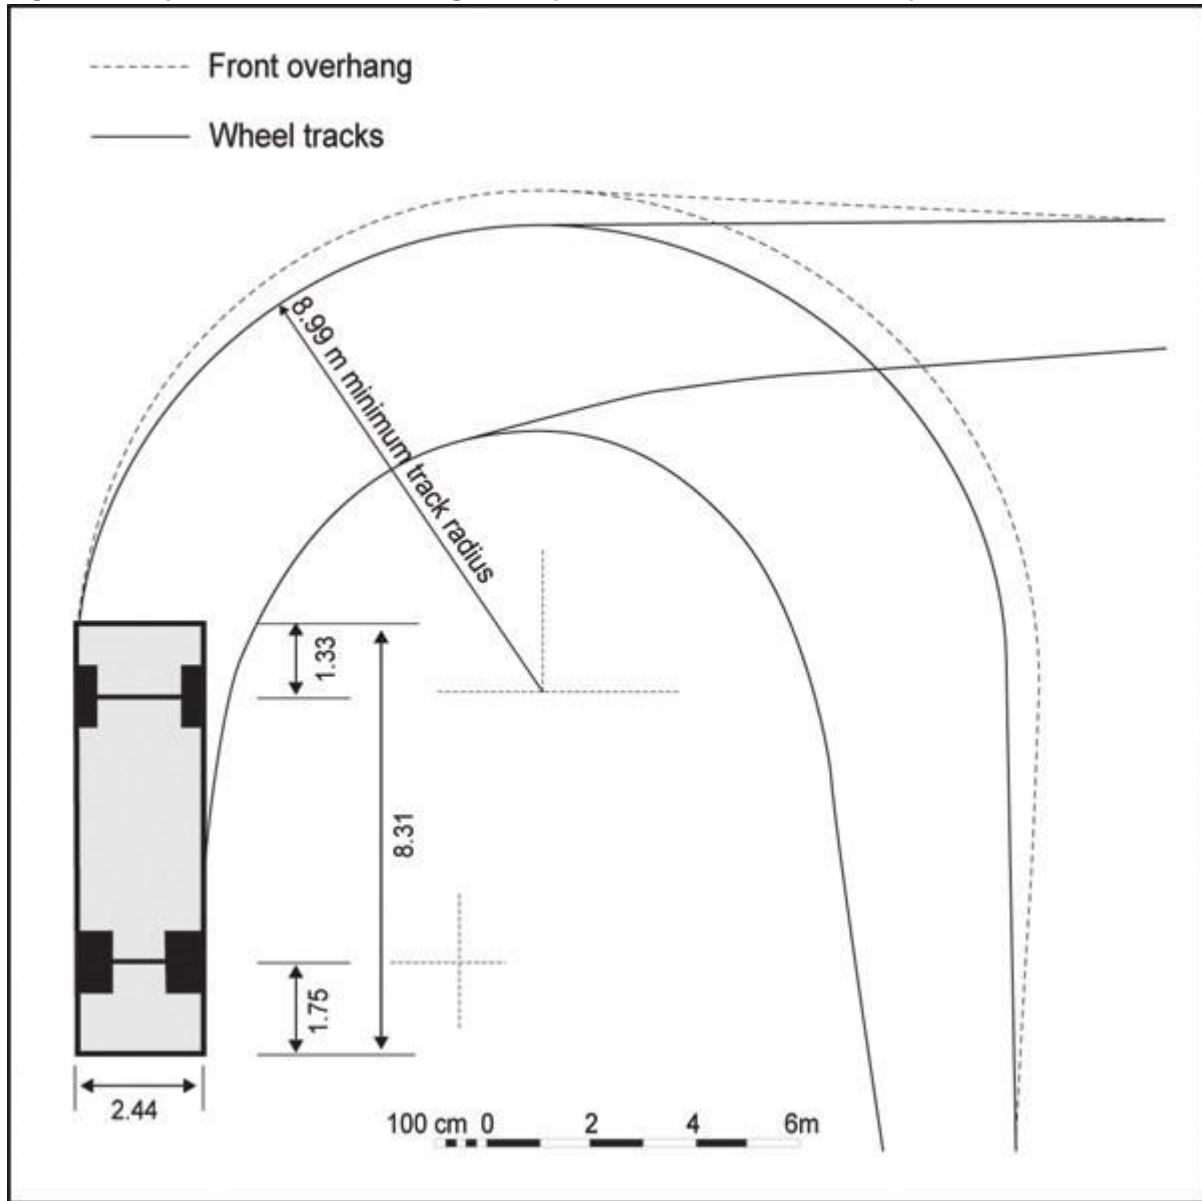 Front overhang
Wheel tracks
8.99 m minimum track radius
1.33
8.31
1.75
2.44
100 cm 0 2 4 6m